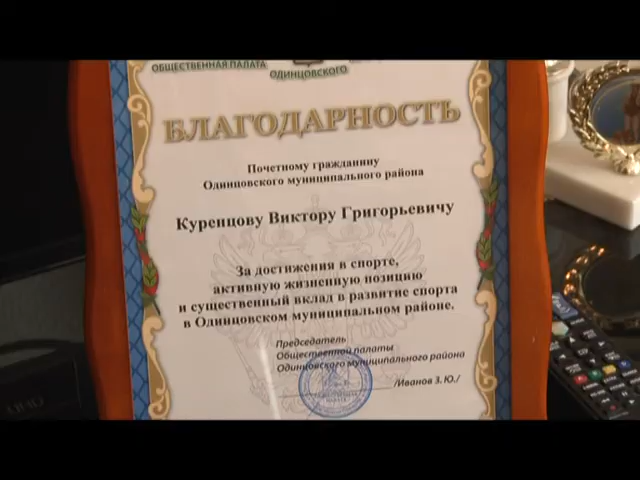 ОБЩЕСТВЕННАЯ ПАЛАТА
ОДИНЦОВСКОГО
БЛАГОДАРНОСТЬ
Почетному гражданину
Одинцовского муниципального района
Куренцову Виктору Григорьевичу
За достижения в спорте,
активную жизненную позицию
и существенный вклад в развитие спорта
в Одинцовском муниципальном районе.
Председатель
Общественной палаты
Одинцовского муниципального района
/Иванов З. Ю./